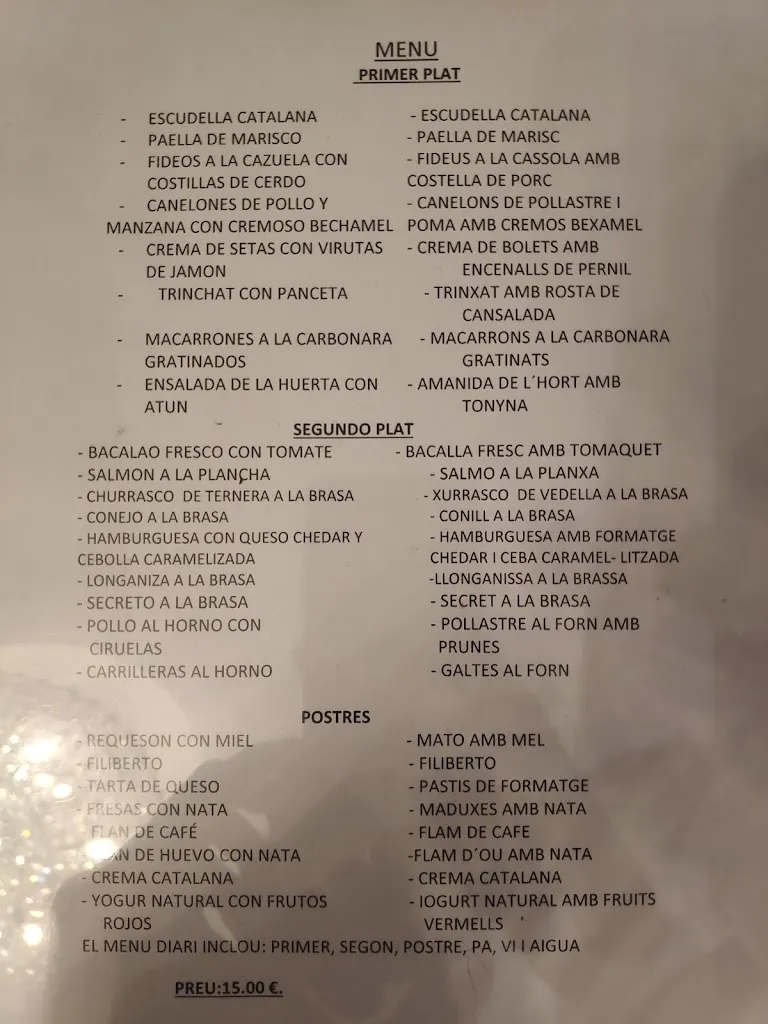 MENU
PRIMER PLAT
- ESCUDELLA CATALANA
- PAELLA DE MARISCO
- FIDEOS A LA CAZUELA CON
COSTILLAS DE CERDO
- CANELONES DE POLLO Y
MANZANA CON CREMOSO BECHAMEL
- CREMA DE SETAS CON VIRUTAS
DE JAMON
- TRINCHAT CON PANCETA
- MACARRONES A LA CARBONARA
GRATINADOS
- ENSALADA DE LA HUERTA CON
ATUN
- ESCUDELLA CATALANA
- PAELLA DE MARISC
- FIDEUS A LA CASSOLA AMB
COSTELLA DE PORC
- CANELONS DE POLLASTRE I
POMA AMB CREMOS BEXAMEL
- CREMA DE BOLETS AMB
ENCENALLS DE PERNIL
- TRINXAT AMB ROSTA DE
CANSALADA
- MACARRONS A LA CARBONARA
GRATINATS
- AMANIDA DE L´HORT AMB
TONYNA
SEGUNDO PLAT
- BACALAO FRESCO CON TOMATE
- SALMON A LA PLANCHA
- CHURRASCO DE TERNERA A LA BRASA
- CONEJO A LA BRASA
- HAMBURGUESA CON QUESO CHEDAR Y
CEBOLLA CARAMELIZADA
- LONGANIZA A LA BRASA
- SECRETO A LA BRASA
- POLLO AL HORNO CON
CIRUELAS
- CARRILLERAS AL HORNO
- BACALLA FRESC AMB TOMAQUET
- SALMO A LA PLANXA
- XURRASCO DE VEDELLA A LA BRASA
- CONILL A LA BRASA
- HAMBURGUESA AMB FORMATGE
CHEDAR I CEBA CARAMEL- LITZADA
-LLONGANISSA A LA BRASSA
- SECRET A LA BRASA
- POLLASTRE AL FORN AMB
PRUNES
- GALTES AL FORN
POSTRES
- REQUESON CON MIEL
- FILIBERTO
- TARTA DE QUESO
- FRESAS CON NATA
- FLAN DE CAFÉ
- FLAN DE HUEVO CON NATA
- CREMA CATALANA
- YOGUR NATURAL CON FRUTOS
ROJOS
- MATO AMB MEL
- FILIBERTO
- PASTIS DE FORMATGE
- MADUXES AMB NATA
- FLAM DE CAFE
-FLAM D´OU AMB NATA
- CREMA CATALANA
- IOGURT NATURAL AMB FRUITS
VERMELLS
EL MENU DIARI INCLOU: PRIMER, SEGON, POSTRE, PA, VI I AIGUA
PREU:15.00 €.